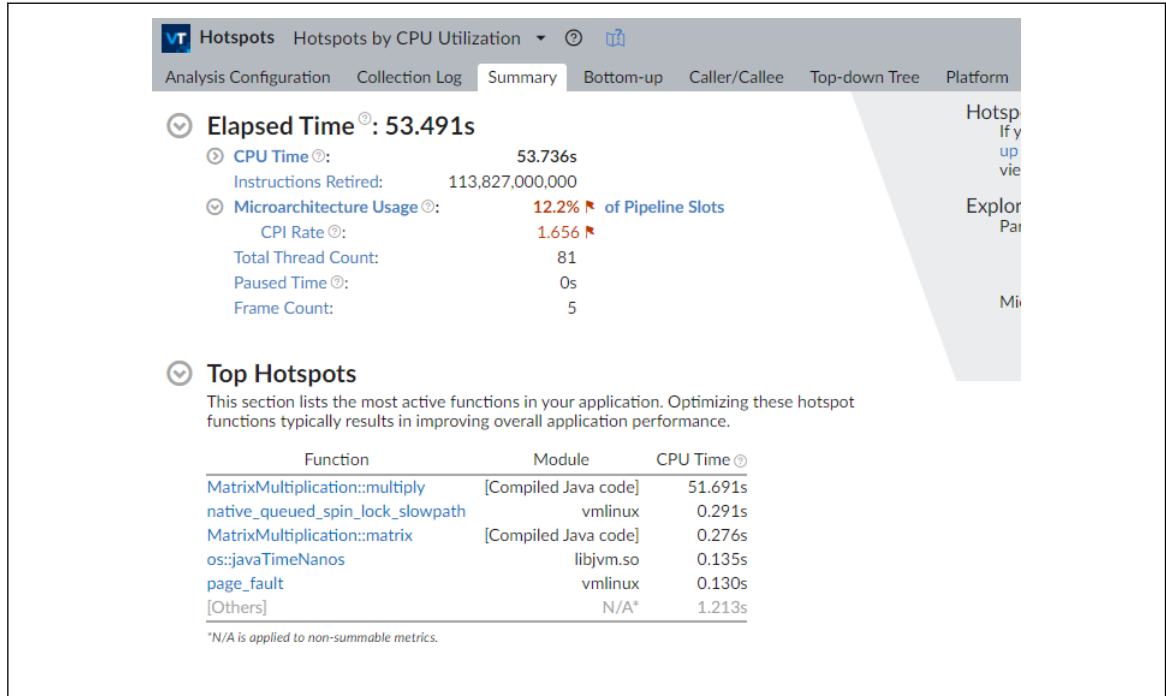 VT Hotspots Hotspots by CPU Utilization
Analysis Configuration Collection Log Summary Bottom-up Caller/Callee Top-down Tree Platform
Elapsed Time ?: 53.491s
CPU Time ?: 53.736s
Instructions Retired: 113,827,000,000
Microarchitecture Usage ?: 12.2% of Pipeline Slots
CPI Rate ?: 1.656
Total Thread Count: 81
Paused Time ?: 0s
Frame Count: 5
Hotsp
If y
up
vie
Explor
Par
Mi
Top Hotspots
This section lists the most active functions in your application. Optimizing these hotspot
functions typically results in improving overall application performance.
Function Module CPU Time ?
MatrixMultiplication::multiply [Compiled Java code] 51.691s
native_queued_spin_lock_slowpath vmlinux 0.291s
MatrixMultiplication::matrix [Compiled Java code] 0.276s
os::javaTimeNanos libjvm.so 0.135s
page_fault vmlinux 0.130s
[Others] N/A* 1.213s
*N/A is applied to non-summable metrics.